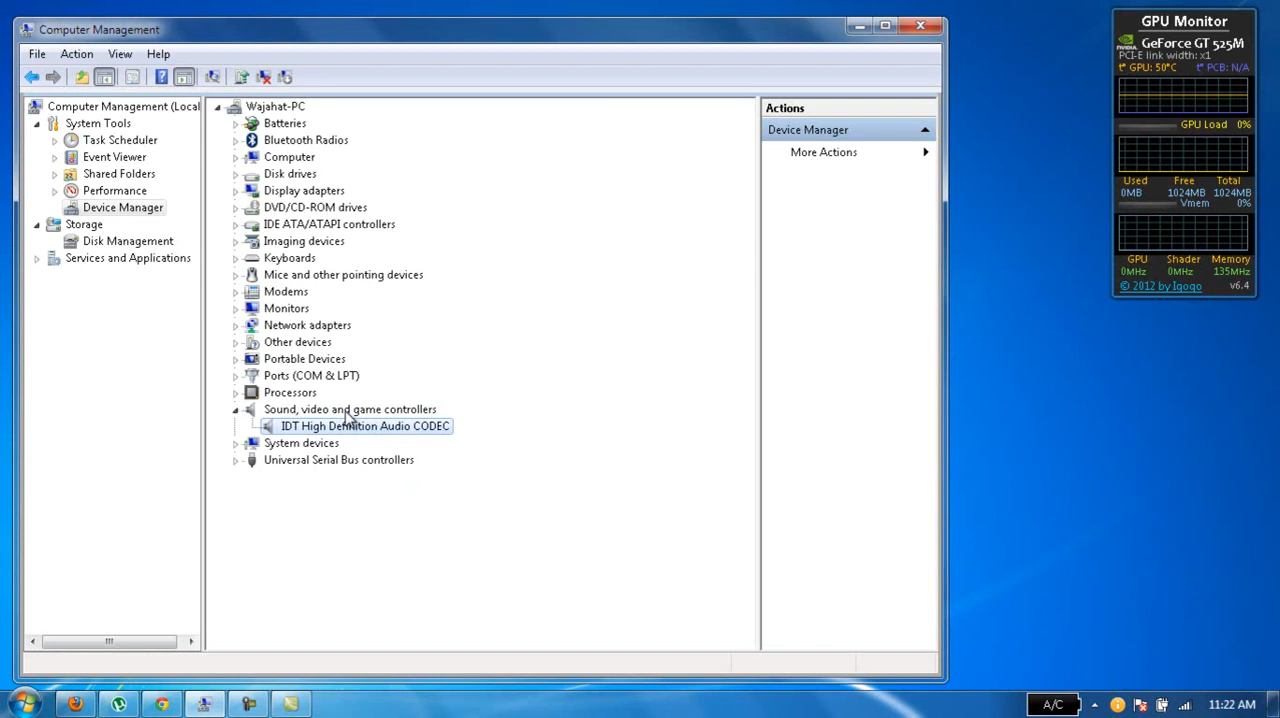 Computer Management
File Action View Help
Computer Management (Local
System Tools
Task Scheduler
Event Viewer
Shared Folders
Performance
Device Manager
Storage
Disk Management
Services and Applications
Wajahat-PC
Batteries
Bluetooth Radios
Computer
Disk drives
Display adapters
DVD/CD-ROM drives
IDE ATA/ATAPI controllers
Imaging devices
Keyboards
Mice and other pointing devices
Modems
Monitors
Network adapters
Other devices
Portable Devices
Ports (COM & LPT)
Processors
Sound, video and game controllers
IDT High Definition Audio CODEC
System devices
Universal Serial Bus controllers
Actions
Device Manager
More Actions
GPU Monitor
NVIDIA
GeForce GT 525M
PCI-E link width: x1
GPU: 50°C PCB: N/A
GPU Load 0%
Used Free Total
0MB 1024MB 1024MB
Vmem 0%
GPU Shader Memory
0MHz 0MHz 135MHz
© 2012 by Igogo v6.4
A/C 11:22 AM